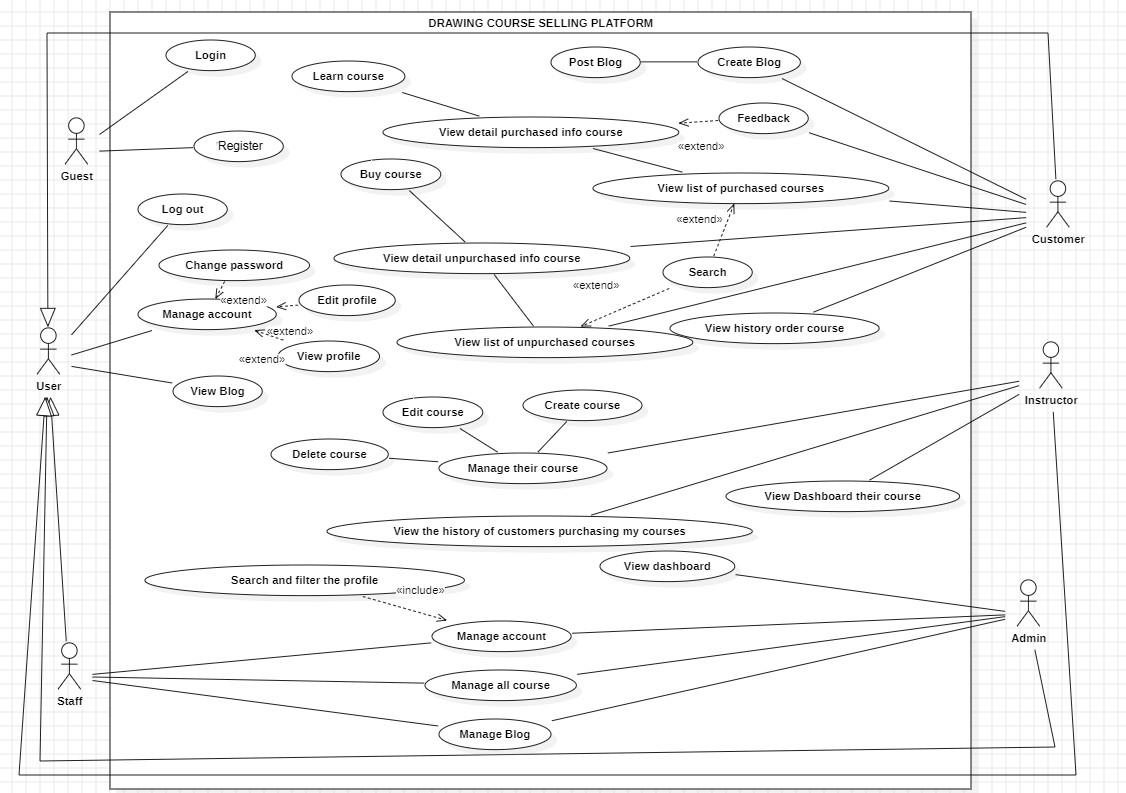 DRAWING COURSE SELLING PLATFORM
Login
Post Blog
Create Blog
Learn course
Feedback
View detail purchased info course
Register
«extend»
Guest
Buy course
View list of purchased courses
Log out
«extend»
Customer
View detail unpurchased info course
Change password
Search
«extend»
«extend»
Edit profile
Manage account
View history order course
«extend»
View list of unpurchased courses
«extend»
View profile
User
View Blog
Instructor
Create course
Edit course
Delete course
Manage their course
View Dashboard their course
View the history of customers purchasing my courses
View dashboard
Search and filter the profile
«include»
Manage account
Admin
Manage all course
Staff
Manage Blog